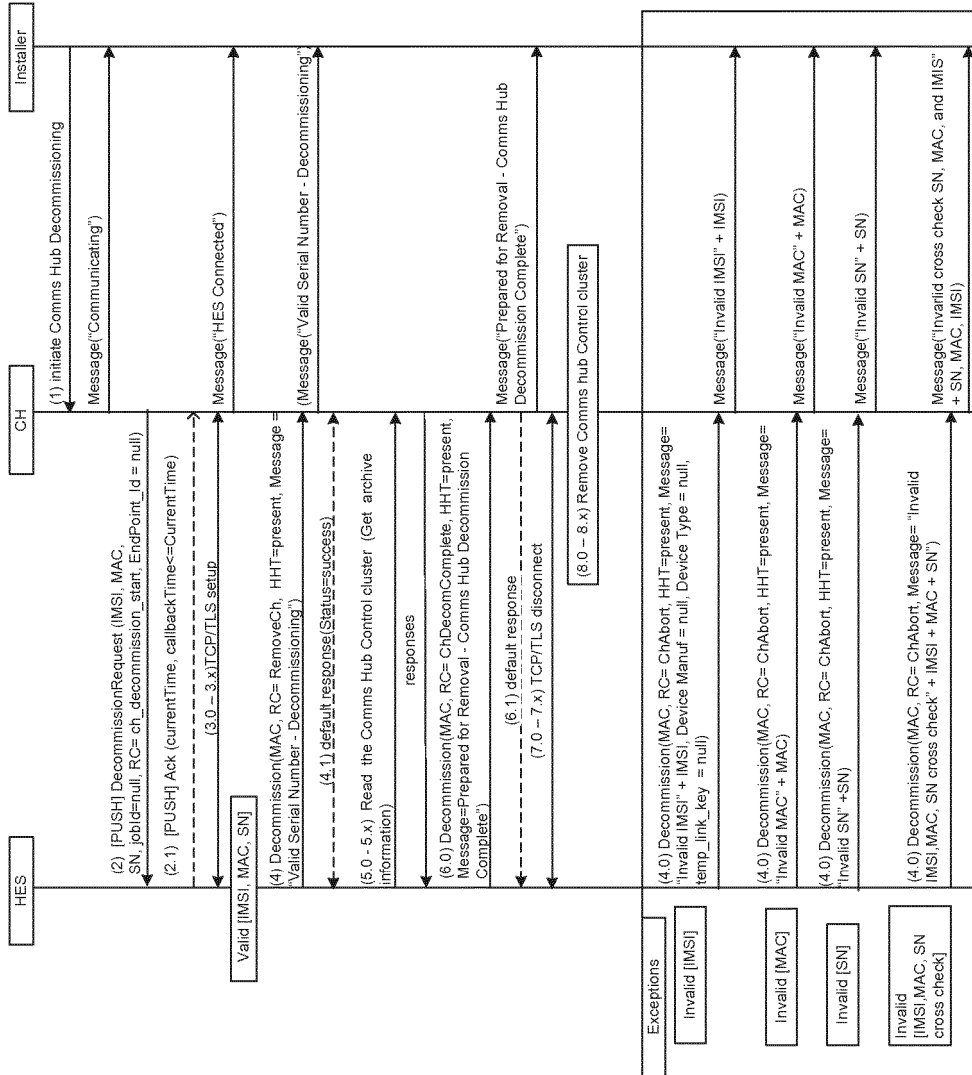 HES
CH
Installer
(1) initiate Comms Hub Decommissioning
Message("Communicating")
(2) [PUSH] DecommissionRequest (IMSI, MAC,
SN, jobId=null, RC= ch_decommission_start, EndPoint_Id = null)
(2.1) [PUSH] Ack (currentTime, callbackTime<=CurrentTime)
(3.0 – 3.x)TCP/TLS setup
Message("HES Connected")
Valid [IMSI, MAC, SN]
(4) Decommission(MAC, RC= RemoveCh, HHT=present, Message =
"Valid Serial Number - Decommissioning")
(Message("Valid Serial Number - Decommissioning")
(4.1) default response(Status=success)
(5.0 - 5.x) Read the Comms Hub Control cluster (Get archive
information)
responses
(6.0) Decommission(MAC, RC= ChDecomComplete, HHT=present,
Message=Prepared for Removal - Comms Hub Decommission
Complete")
Message("Prepared for Removal - Comms Hub
Decommission Complete")
(6.1) default response
(7.0 – 7.x) TCP/TLS disconnect
(8.0 – 8.x) Remove Comms hub Control cluster
Exceptions
Invalid [IMSI]
(4.0) Decommission(MAC, RC= ChAbort, HHT=present, Message=
"Invalid IMSI" + IMSI, Device Manuf = null, Device Type = null,
temp_link_key = null)
Message("Invalid IMSI" + IMSI)
Invalid [MAC]
(4.0) Decommission(MAC, RC= ChAbort, HHT=present, Message=
"Invalid MAC" + MAC)
Message("Invalid MAC" + MAC)
Invalid [SN]
(4.0) Decommission(MAC, RC= ChAbort, HHT=present, Message=
"Invalid SN" +SN)
Message("Invalid SN" + SN)
Invalid
[IMSI,MAC, SN
cross check]
(4.0) Decommission(MAC, RC= ChAbort, Message= "Invalid
IMSI,MAC, SN cross check" + IMSI + MAC + SN")
Message("Invarlid cross check SN, MAC, and IMIS"
+ SN, MAC, IMSI)